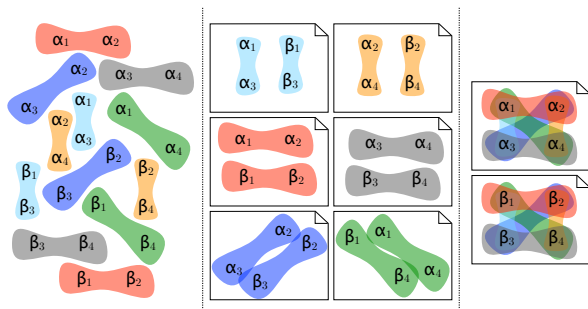 α₁ α₂
α₂
α₃
α₃ α₄
α₁
α₃
α₁
α₄
α₂
α₄
β₁
β₃
β₂
β₃
β₂
β₄
β₁
β₄
β₃ β₄
β₁ β₂
α₁ β₁
α₃ β₃
α₂ β₂
α₄ β₄
α₁ α₂
β₁ β₂
α₃ α₄
β₃ β₄
α₂ β₂
α₃ β₃
β₁ α₁
β₄ α₄
α₁ α₂
α₃ α₄
β₁ β₂
β₃ β₄